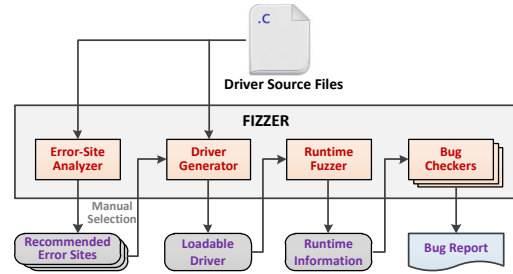 .C
Driver Source Files
FIZZER
Error-Site
Analyzer
Driver
Generator
Runtime
Fuzzer
Bug
Checkers
Manual
Selection
Recommended
Error Sites
Loadable
Driver
Runtime
Information
Bug Report